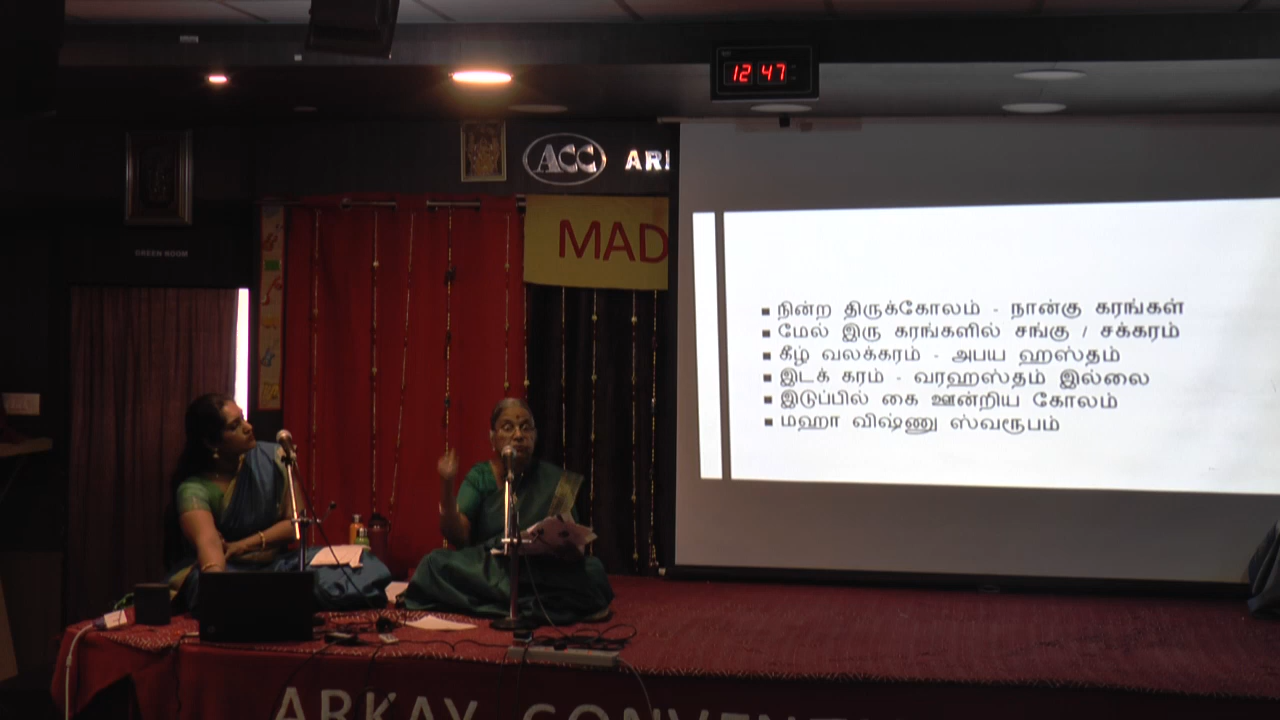 12 47
ACC ARK
MAD
GREEN ROOM
▪ நின்ற திருக்கோலம் - நான்கு கரங்கள்
▪ மேல் இரு கரங்களில் சங்கு / சக்கரம்
▪ கீழ் வலக்கரம் - அபய ஹஸ்தம்
▪ இடக் கரம் - வரஹஸ்தம் இல்லை
▪ இடுப்பில் கை ஊன்றிய கோலம்
▪ மஹா விஷ்ணு ஸ்வரூபம்
ARKAY CONVENT